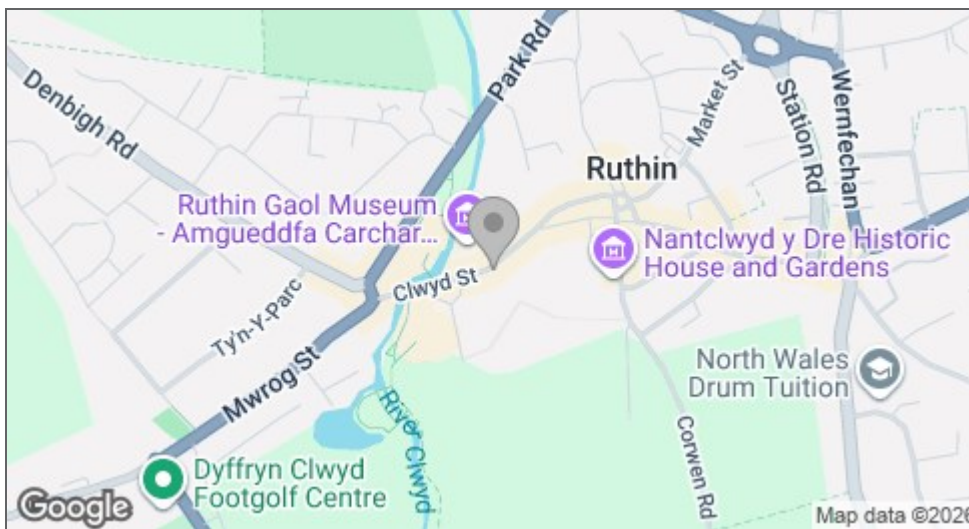 Park Rd
Denbigh Rd
Market St
Station Rd
Wernfechan
Ruthin
Ruthin Gaol Museum
- Amgueddfa Carchar...
Nantclwyd y Dre Historic
House and Gardens
Clwyd St
Ty'n-Y-Parc
Mwrog St
North Wales
Drum Tuition
River Clwyd
Corwen Rd
Dyffryn Clwyd
Footgolf Centre
Google
Map data ©2026